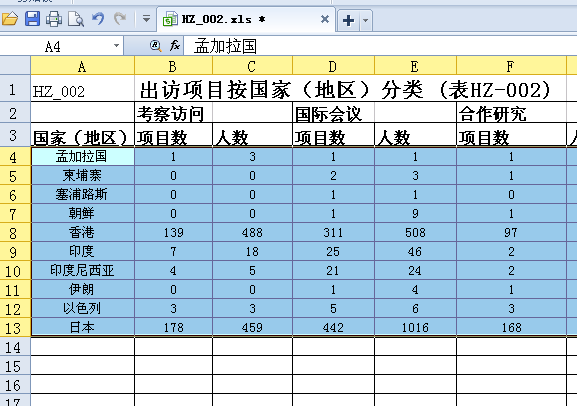 HZ_002.xls *
A4 fx 孟加拉国
A B C D E F
1 HZ_002 出访项目按国家（地区）分类（表HZ-002）
2 考察访问 国际会议 合作研究
3 国家（地区） 项目数 人数 项目数 人数 项目数
4 孟加拉国 1 3 1 1 1
5 柬埔寨 0 0 2 3 1
6 塞浦路斯 0 0 1 1 0
7 朝鲜 0 0 1 9 1
8 香港 139 488 311 508 97
9 印度 7 18 25 46 2
10 印度尼西亚 4 5 21 24 2
11 伊朗 0 0 1 4 1
12 以色列 3 3 5 6 3
13 日本 178 459 442 1016 168
14
15
16
17